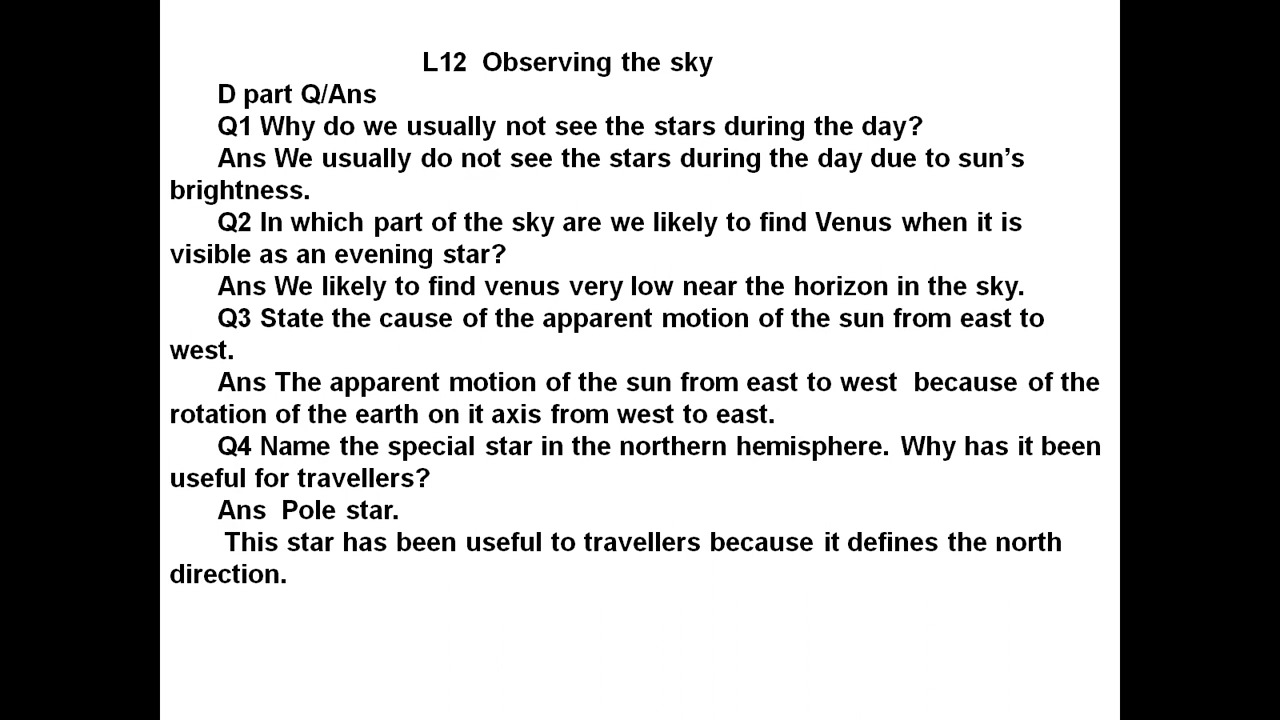 L12  Observing the sky
D part Q/Ans
Q1 Why do we usually not see the stars during the day?
Ans We usually do not see the stars during the day due to sun’s
brightness.
Q2 In which part of the sky are we likely to find Venus when it is
visible as an evening star?
Ans We likely to find venus very low near the horizon in the sky.
Q3 State the cause of the apparent motion of the sun from east to
west.
Ans The apparent motion of the sun from east to west  because of the
rotation of the earth on it axis from west to east.
Q4 Name the special star in the northern hemisphere. Why has it been
useful for travellers?
Ans  Pole star.
This star has been useful to travellers because it defines the north
direction.